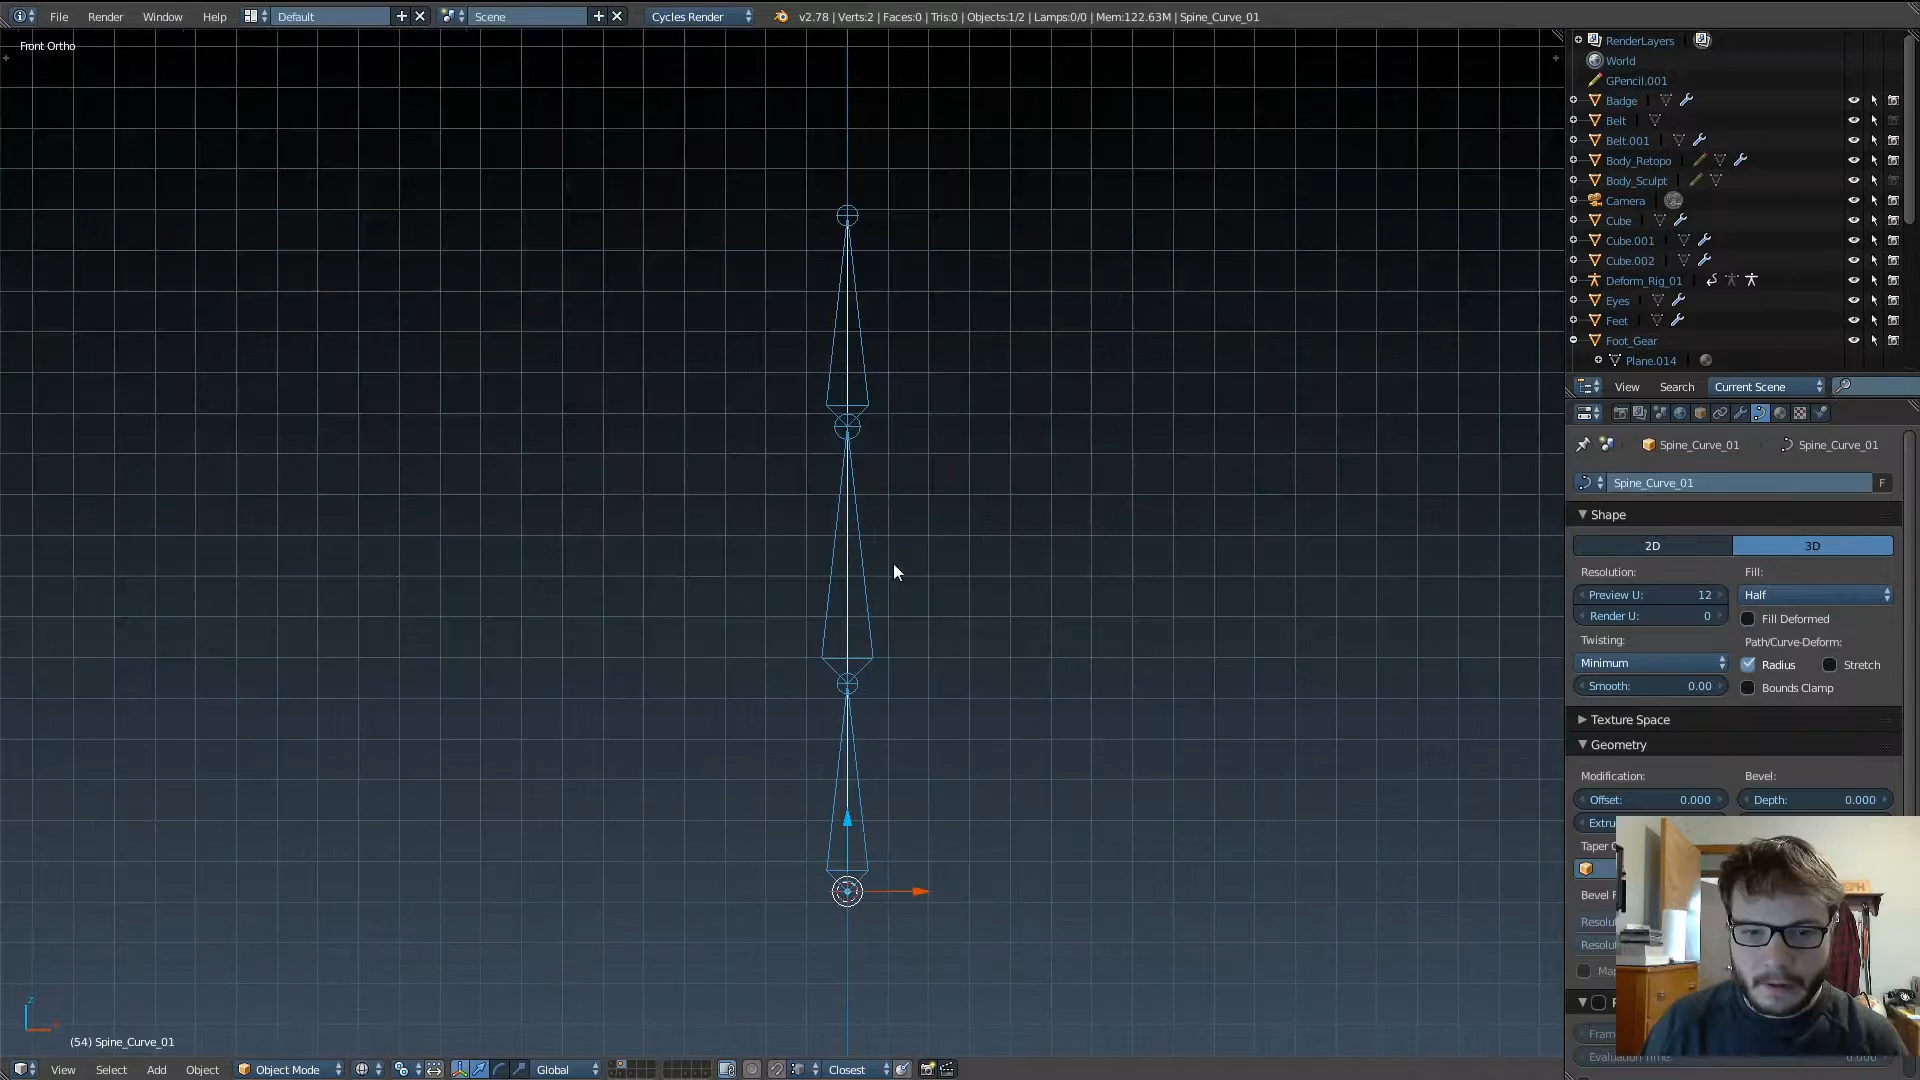 File Render Window Help Default Scene Cycles Render v2.78 | Verts:2 | Faces:0 | Tris:0 | Objects:1/2 | Lamps:0/0 | Mem:122.63M | Spine_Curve_01
Front Ortho
RenderLayers
World
GPencil.001
Badge
Belt
Belt.001
Body_Retopo
Body_Sculpt
Camera
Cube
Cube.001
Cube.002
Deform_Rig_01
Eyes
Feet
Foot_Gear
Plane.014
View Search Current Scene
Spine_Curve_01 Spine_Curve_01
Spine_Curve_01 F
Shape
2D 3D
Resolution: Fill:
Preview U: 12 Half
Render U: 0 Fill Deformed
Twisting: Path/Curve-Deform:
Minimum Radius Stretch
Smooth: 0.00 Bounds Clamp
Texture Space
Geometry
Modification: Bevel:
Offset: 0.000 Depth: 0.000
Extru
Taper O
Bevel F
Resolu
Resolu
Map
Fram
Evaluation Time: 0.000
z
(54) Spine_Curve_01
View Select Add Object Object Mode Global Closest